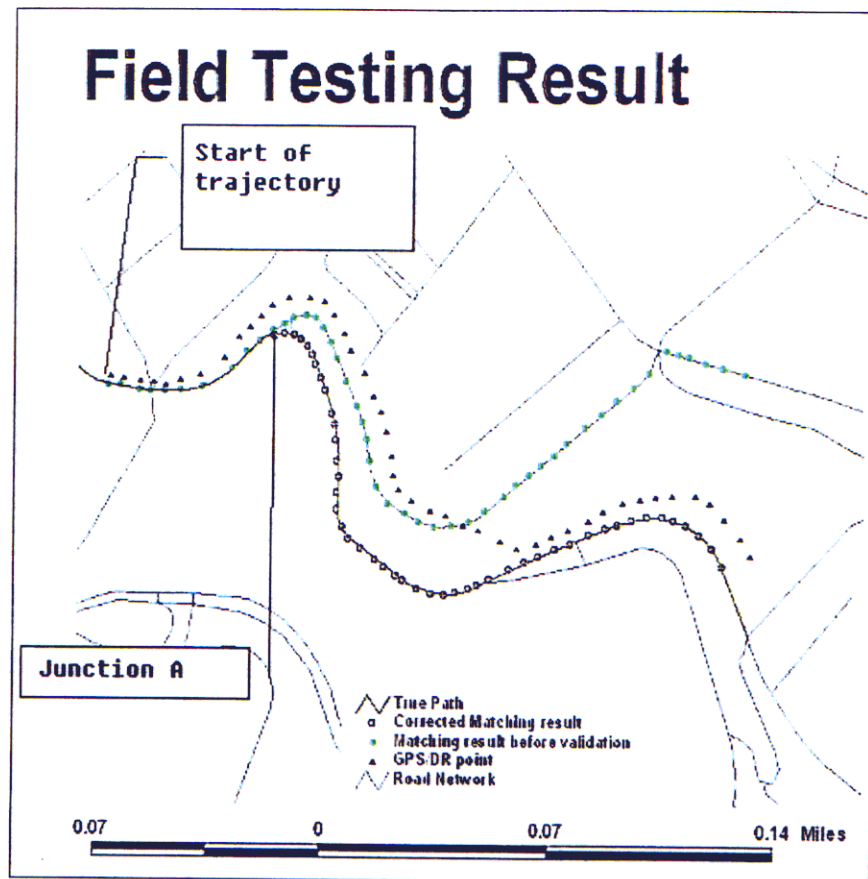 Field Testing Result
Start of
trajectory
Junction A
True Path
Corrected Matching result
Matching result before validation
GPS/DR point
Road Network
0.07 0 0.07 0.14 Miles